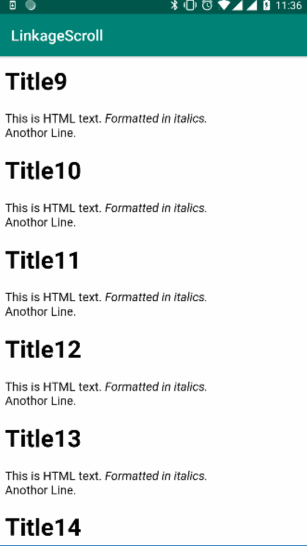 11:36
LinkageScroll
Title9
This is HTML text. Formatted in italics.
Anothor Line.
Title10
This is HTML text. Formatted in italics.
Anothor Line.
Title11
This is HTML text. Formatted in italics.
Anothor Line.
Title12
This is HTML text. Formatted in italics.
Anothor Line.
Title13
This is HTML text. Formatted in italics.
Anothor Line.
Title14